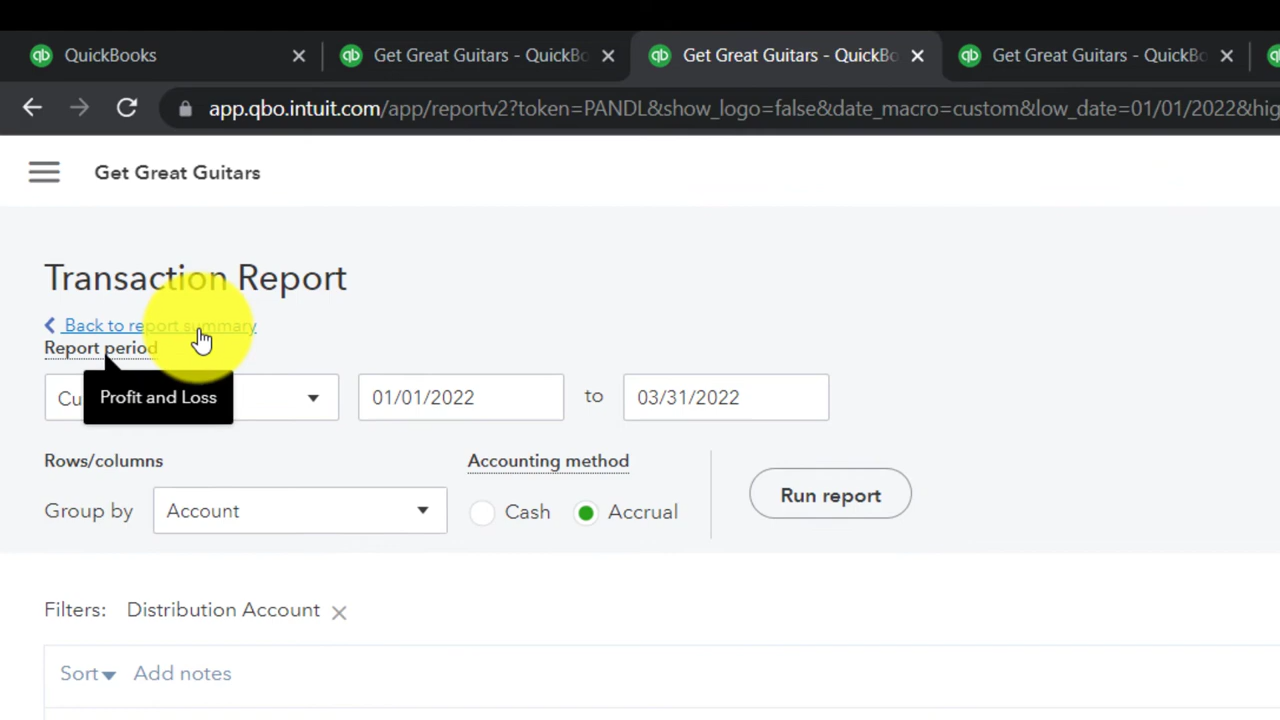 QuickBooks
Get Great Guitars - QuickBo
Get Great Guitars - QuickBo
Get Great Guitars - QuickBo
app.qbo.intuit.com/app/reportv2?token=PANDL&show_logo=false&date_macro=custom&low_date=01/01/2022&hig
Get Great Guitars
Transaction Report
Back to report summary
Report period
Cu
Profit and Loss
01/01/2022 to 03/31/2022
Rows/columns
Accounting method
Group by Account
Cash Accrual
Run report
Filters: Distribution Account
Sort Add notes